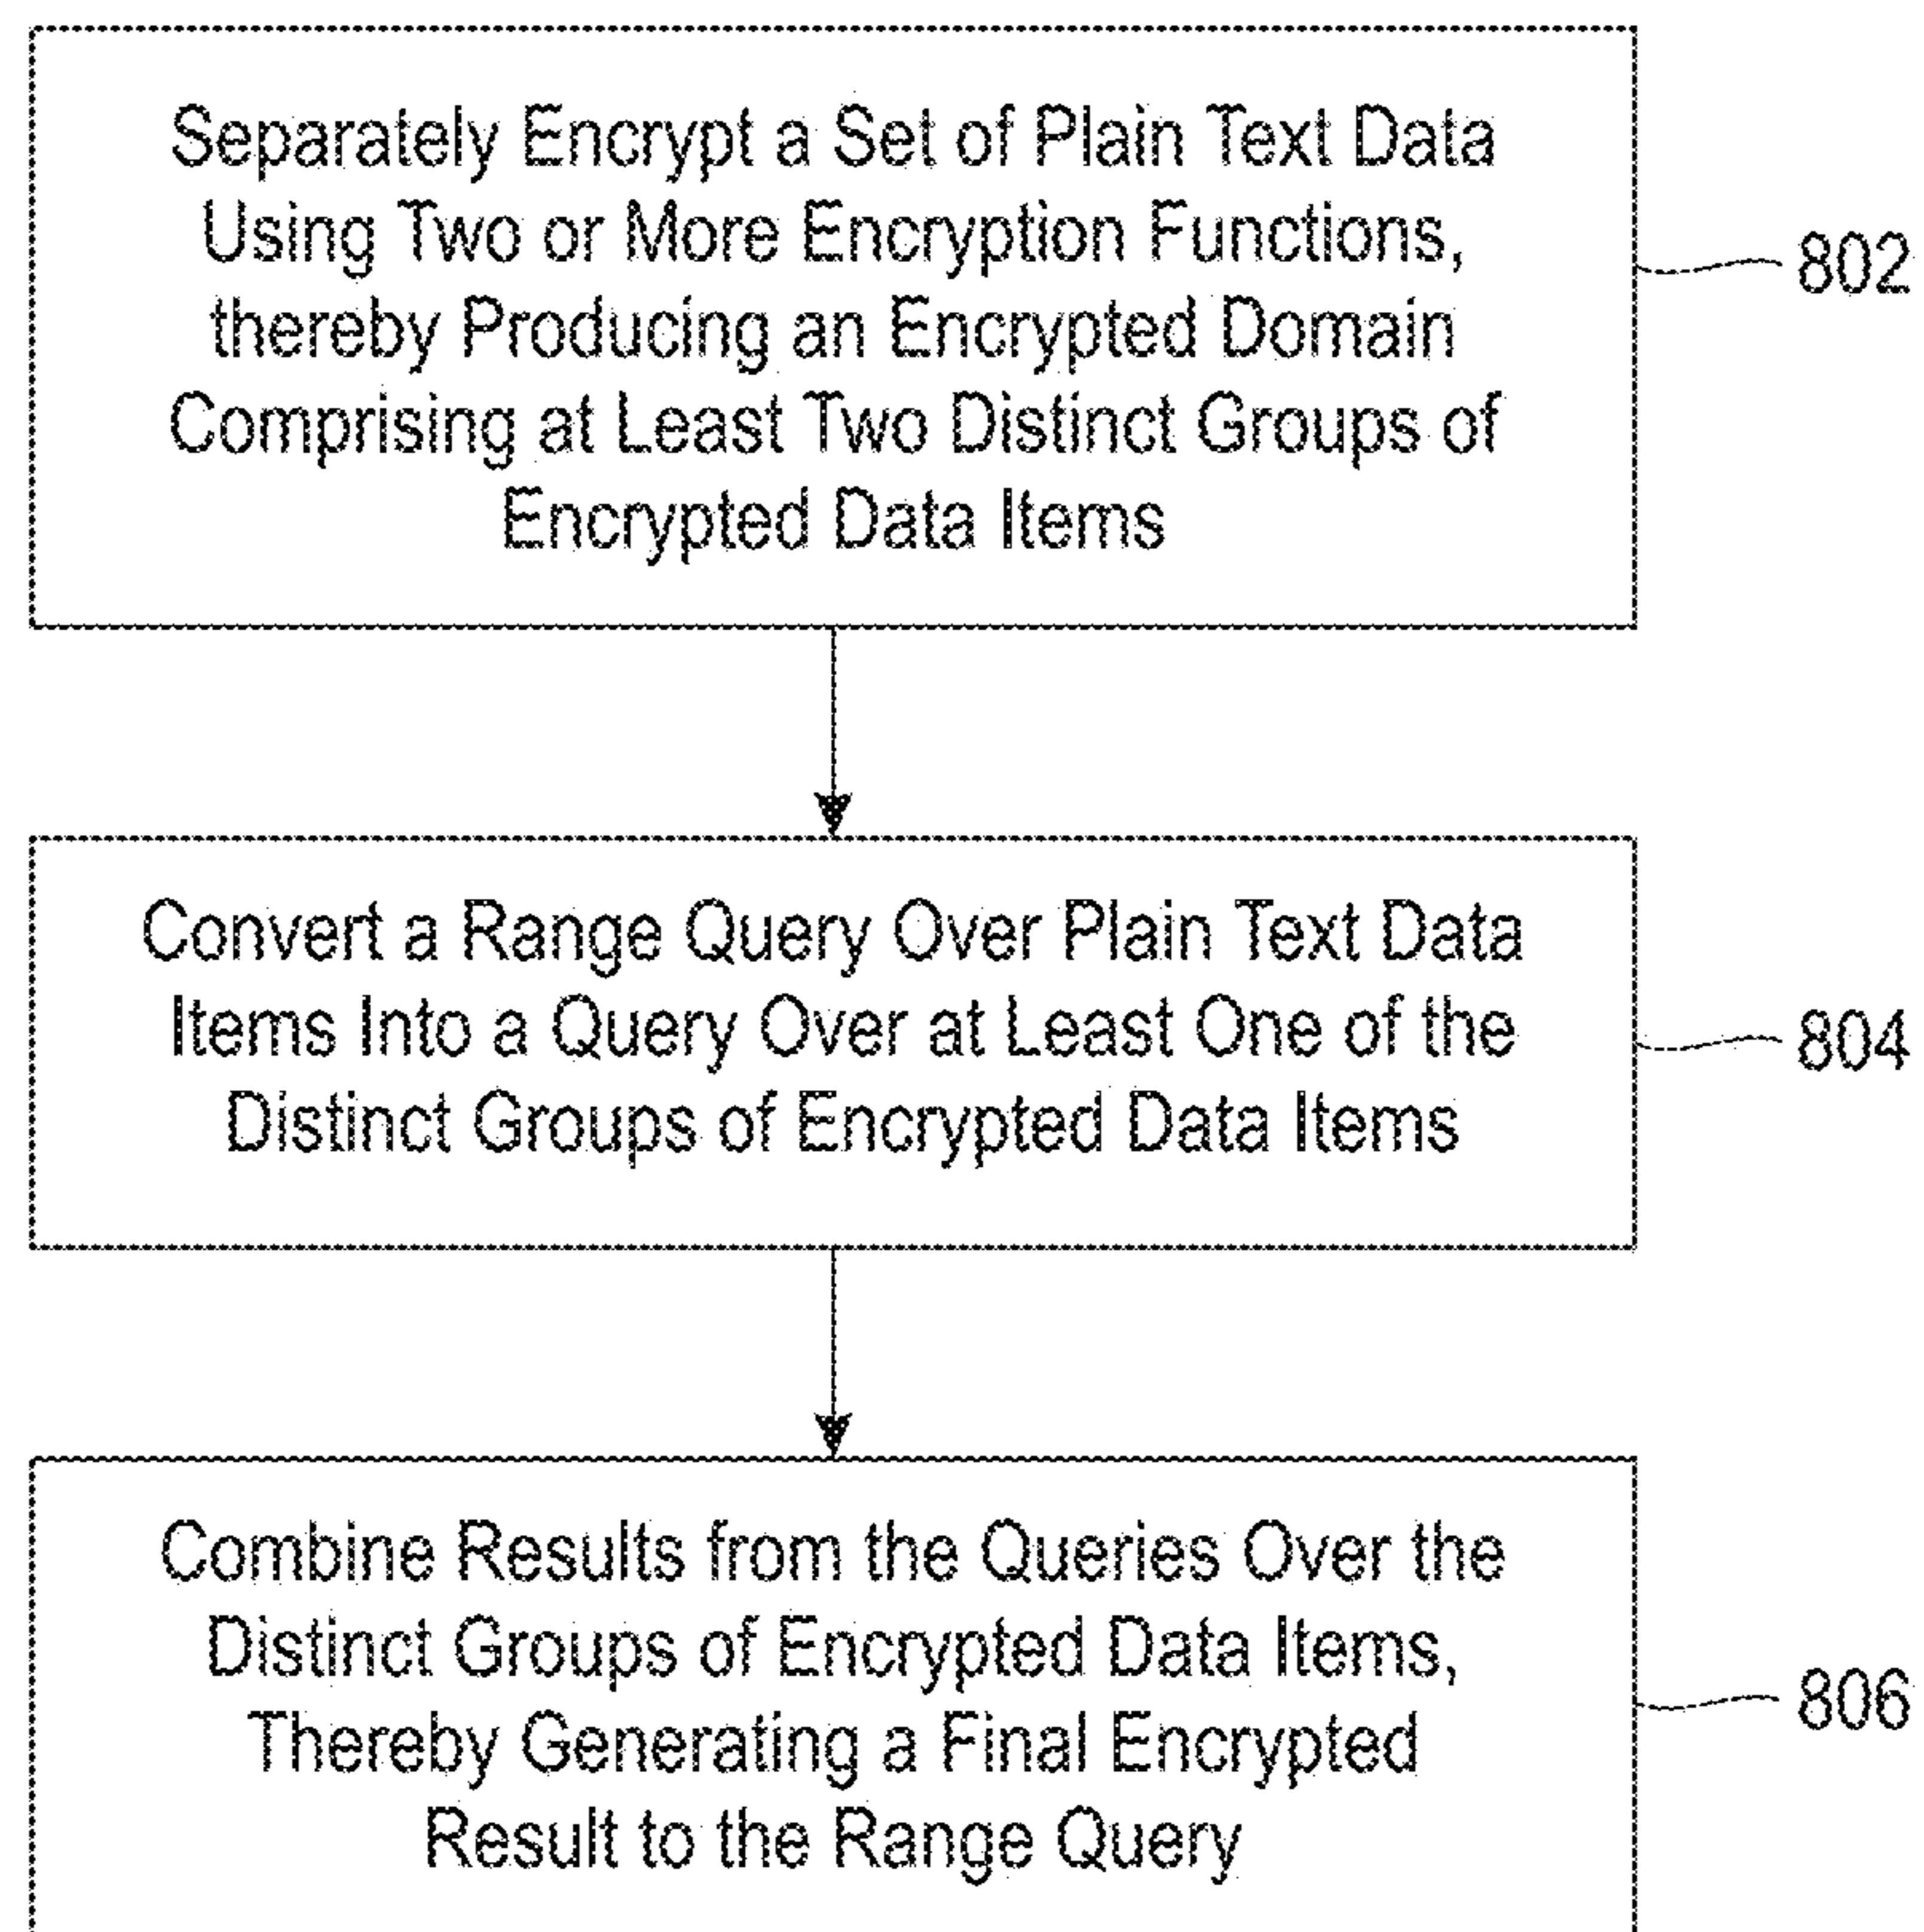 Separately Encrypt a Set of Plain Text Data
Using Two or More Encryption Functions,
thereby Producing an Encrypted Domain
Comprising at Least Two Distinct Groups of
Encrypted Data Items
802
Convert a Range Query Over Plain Text Data
Items Into a Query Over at Least One of the
Distinct Groups of Encrypted Data Items
804
Combine Results from the Queries Over the
Distinct Groups of Encrypted Data Items,
Thereby Generating a Final Encrypted
Result to the Range Query
806